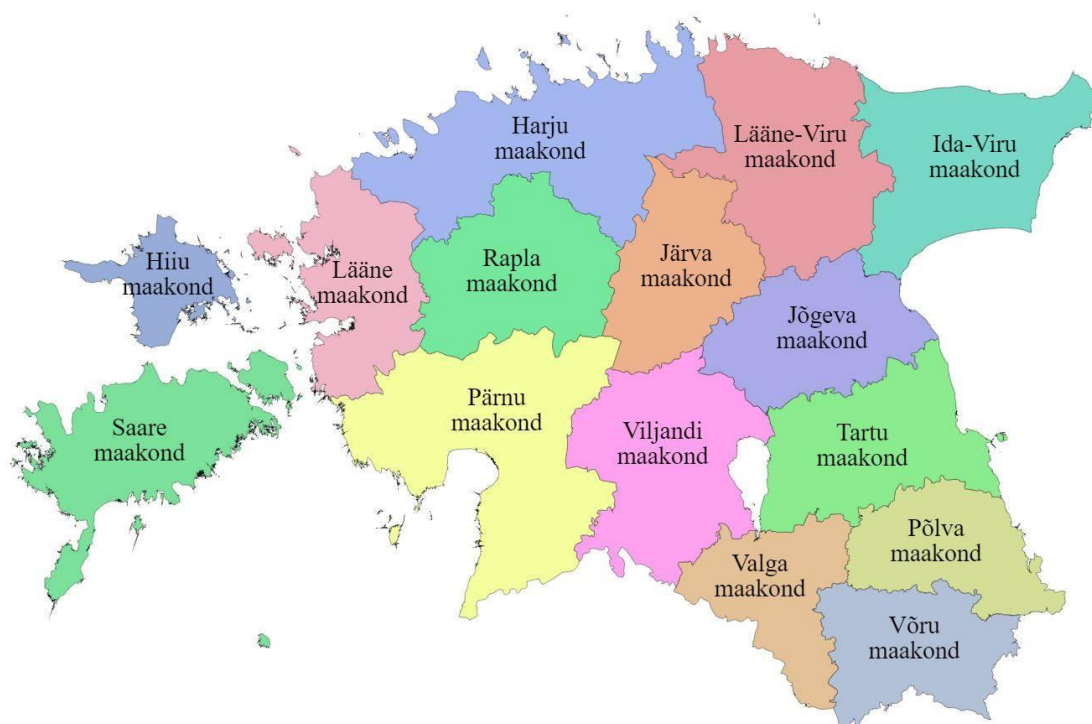 Harju
maakond
Lääne-Viru
maakond
Ida-Viru
maakond
Hiiu
maakond
Lääne
maakond
Rapla
maakond
Järva
maakond
Jõgeva
maakond
Saare
maakond
Pärnu
maakond
Viljandi
maakond
Tartu
maakond
Põlva
maakond
Valga
maakond
Võru
maakond